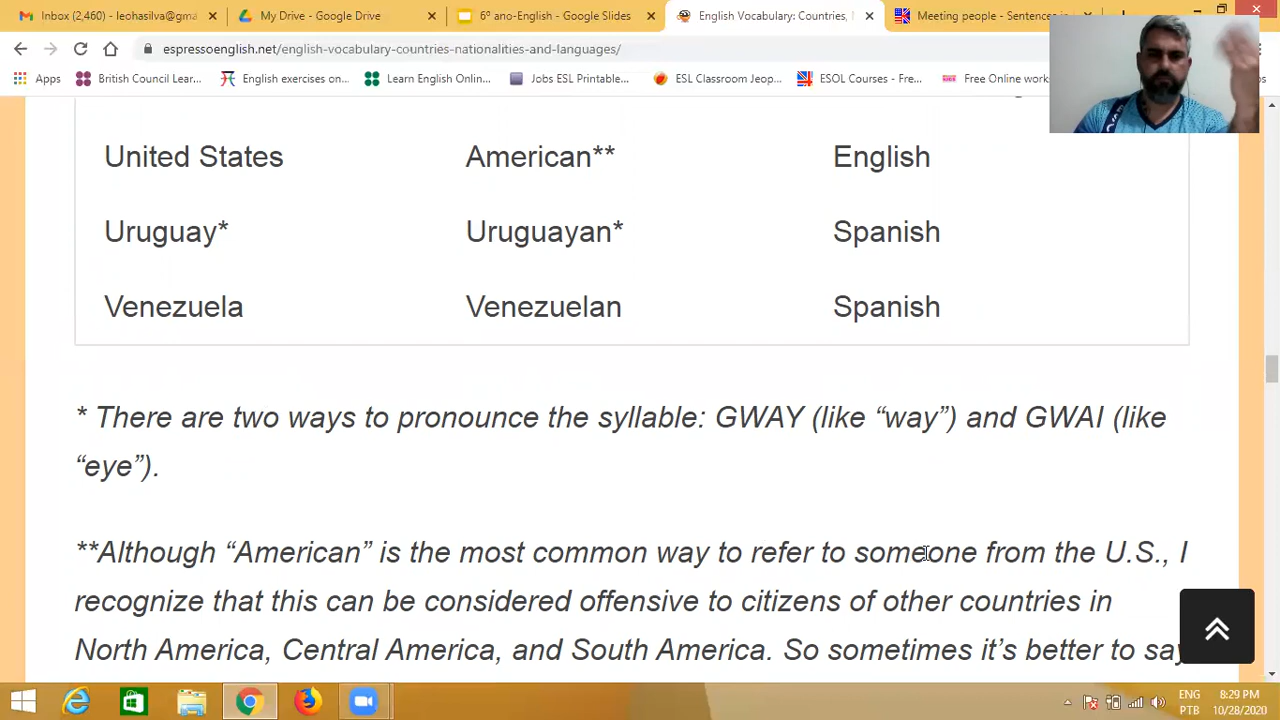 Inbox (2,460) - leohasilva@gma
My Drive - Google Drive
6º ano-English - Google Slides
English Vocabulary: Countries,
Meeting people - Sentences
espressoenglish.net/english-vocabulary-countries-nationalities-and-languages/
Apps
British Council Lear...
English exercises on...
Learn English Online...
Jobs ESL Printable...
ESL Classroom Jeop...
ESOL Courses - Fre...
Free Online works
United States American** English
Uruguay* Uruguayan* Spanish
Venezuela Venezuelan Spanish
* There are two ways to pronounce the syllable: GWAY (like “way”) and GWAI (like
“eye”).
**Although “American” is the most common way to refer to someone from the U.S., I
recognize that this can be considered offensive to citizens of other countries in
North America, Central America, and South America. So sometimes it’s better to say
ENG 8:29 PM
PTB 10/28/2020